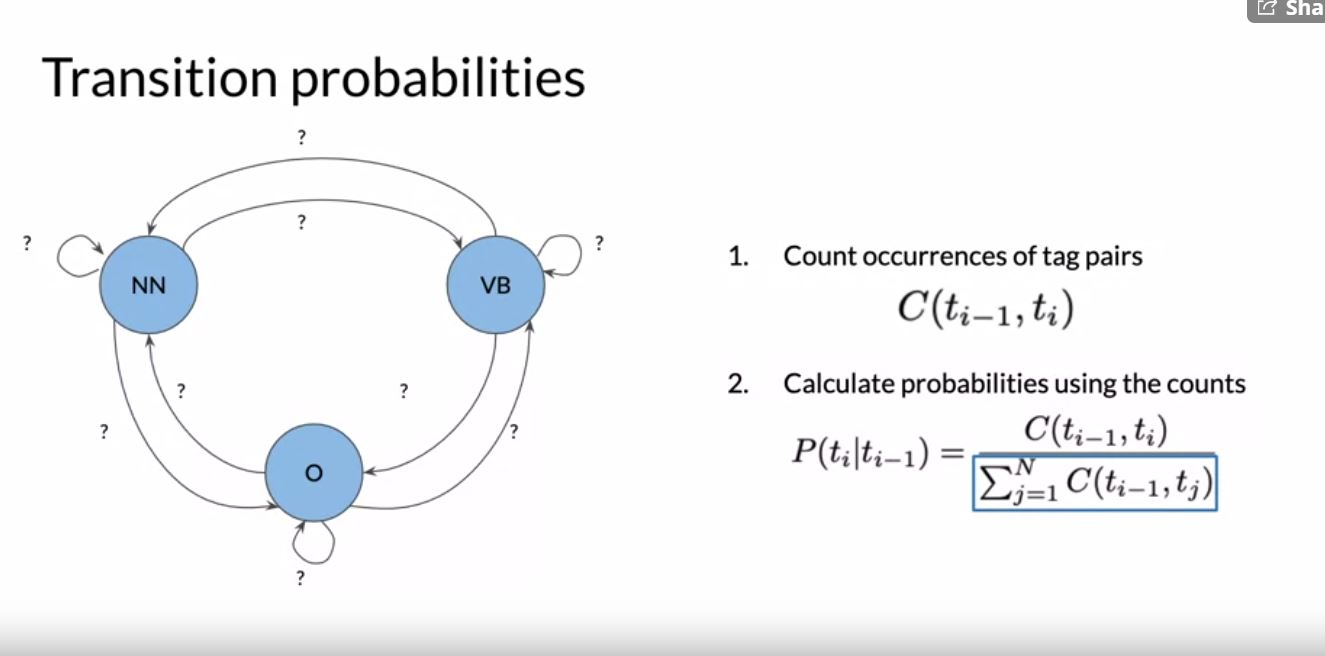 Sha
Transition probabilities
?
?
?
?
NN
VB
?
?
?
?
O
?
1. Count occurrences of tag pairs
C(t_{i-1}, t_i)
2. Calculate probabilities using the counts
P(t_i|t_{i-1}) = \frac{C(t_{i-1}, t_i)}{\sum_{j=1}^{N} C(t_{i-1}, t_j)}